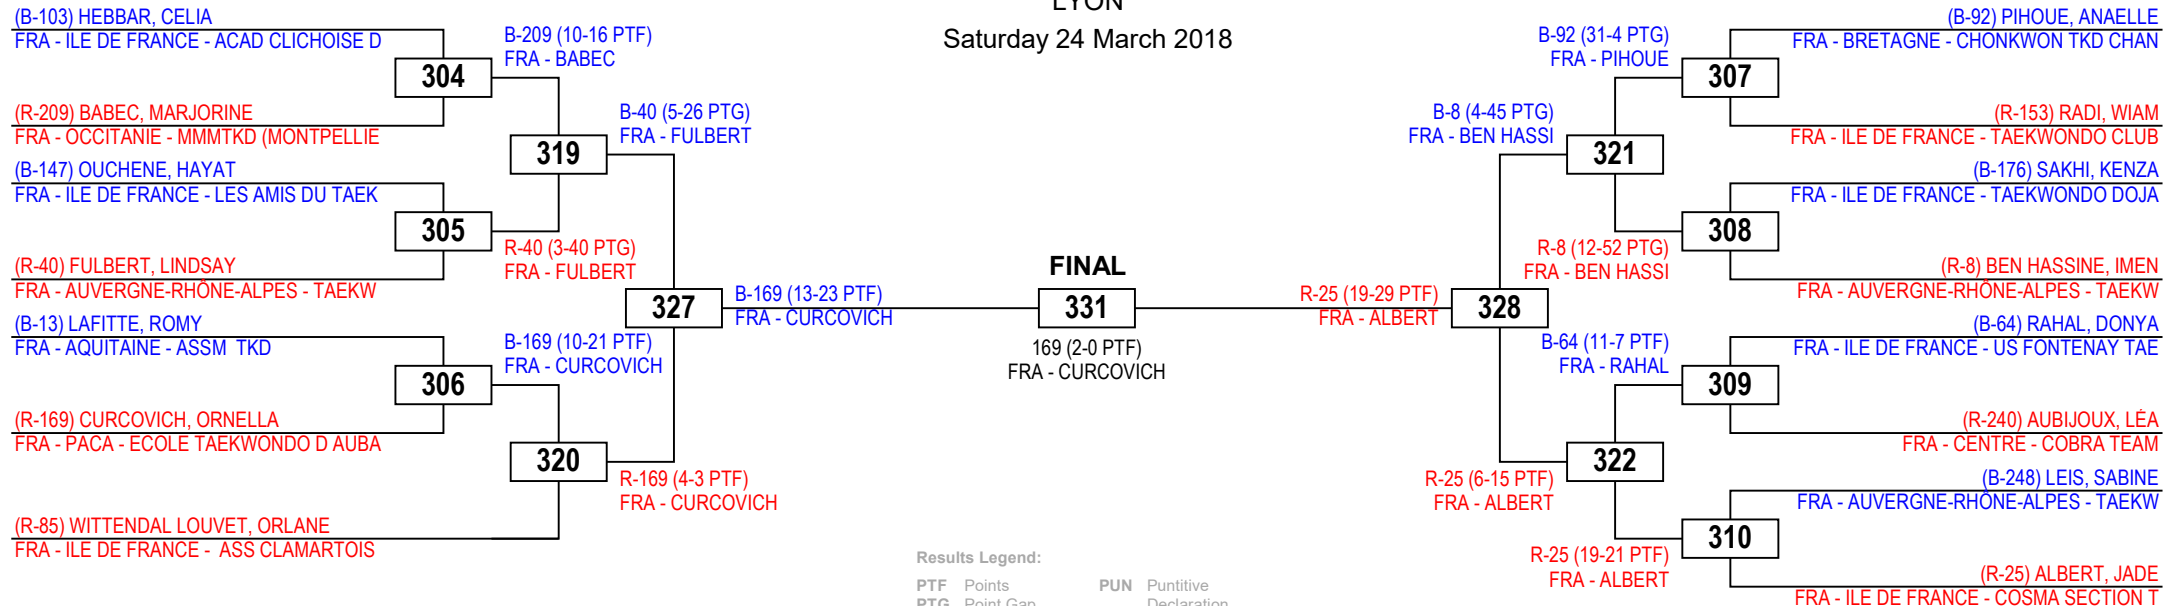 LYON
Saturday 24 March 2018
(B-103) HEBBAR, CELIA
FRA - ILE DE FRANCE - ACAD CLICHOISE D
304
(R-209) BABEC, MARJORINE
FRA - OCCITANIE - MMMTKD (MONTPELLIE
(B-147) OUCHENE, HAYAT
FRA - ILE DE FRANCE - LES AMIS DU TAEK
305
(R-40) FULBERT, LINDSAY
FRA - AUVERGNE-RHÔNE-ALPES - TAEKW
(B-13) LAFITTE, ROMY
FRA - AQUITAINE - ASSM TKD
306
(R-169) CURCOVICH, ORNELLA
FRA - PACA - ECOLE TAEKWONDO D AUBA
(R-85) WITTENDAL LOUVET, ORLANE
FRA - ILE DE FRANCE - ASS CLAMARTOIS
B-209 (10-16 PTF)
FRA - BABEC
319
R-40 (3-40 PTG)
FRA - FULBERT
B-169 (10-21 PTF)
FRA - CURCOVICH
320
B-40 (5-26 PTG)
FRA - FULBERT
327
R-169 (4-3 PTF)
FRA - CURCOVICH
B-169 (13-23 PTF)
FRA - CURCOVICH
FINAL
331
169 (2-0 PTF)
FRA - CURCOVICH
R-25 (19-29 PTF)
FRA - ALBERT
328
B-8 (4-45 PTG)
FRA - BEN HASSI
R-25 (6-15 PTF)
FRA - ALBERT
B-92 (31-4 PTG)
FRA - PIHOUE
321
R-8 (12-52 PTG)
FRA - BEN HASSI
B-64 (11-7 PTF)
FRA - RAHAL
322
R-25 (19-21 PTF)
FRA - ALBERT
(B-92) PIHOUE, ANAELLE
FRA - BRETAGNE - CHONKWON TKD CHAN
307
(R-153) RADI, WIAM
FRA - ILE DE FRANCE - TAEKWONDO CLUB
(B-176) SAKHI, KENZA
FRA - ILE DE FRANCE - TAEKWONDO DOJA
308
(R-8) BEN HASSINE, IMEN
FRA - AUVERGNE-RHÔNE-ALPES - TAEKW
(B-64) RAHAL, DONYA
FRA - ILE DE FRANCE - US FONTENAY TAE
309
(R-240) AUBIJOUX, LÉA
FRA - CENTRE - COBRA TEAM
(B-248) LEIS, SABINE
FRA - AUVERGNE-RHÔNE-ALPES - TAEKW
310
(R-25) ALBERT, JADE
FRA - ILE DE FRANCE - COSMA SECTION T
Results Legend:
PTF Points PUN Puntitive
PTG Point Gap Declaration